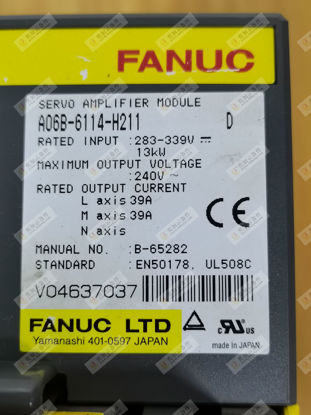 FANUC
SERVO AMPLIFIER MODULE
A06B-6114-H211 D
RATED INPUT :283-339V ⎓
13kW
MAXIMUM OUTPUT VOLTAGE
:240V ~
RATED OUTPUT CURRENT
L axis 39A
M axis 39A
N axis
CE
MANUAL NO. :B-65282
STANDARD :EN50178, UL508C
V04637037
FANUC LTD
Yamanashi 401-0597 JAPAN
c UL US
made in JAPAN